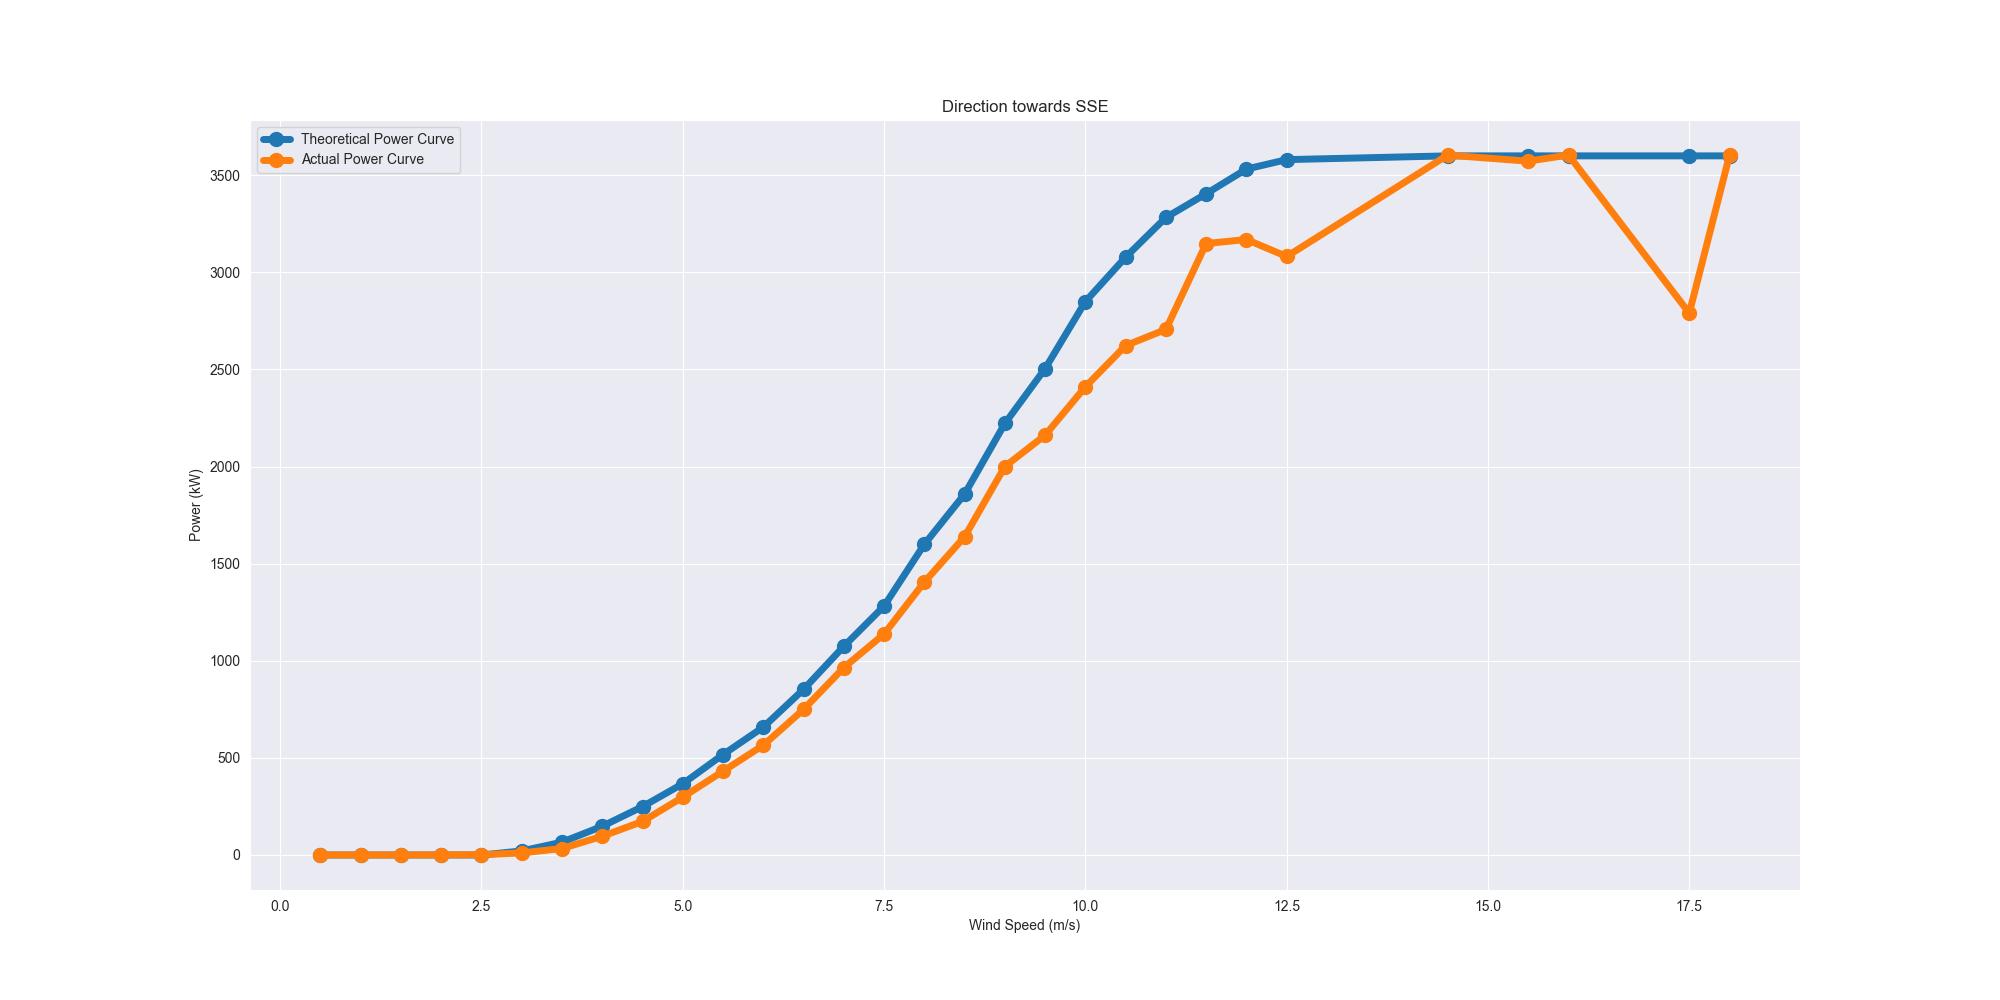 Direction towards SSE
Theoretical Power Curve
Actual Power Curve
3500
3000
2500
2000
1500
1000
500
0
Power (kW)
0.0 2.5 5.0 7.5 10.0 12.5 15.0 17.5
Wind Speed (m/s)